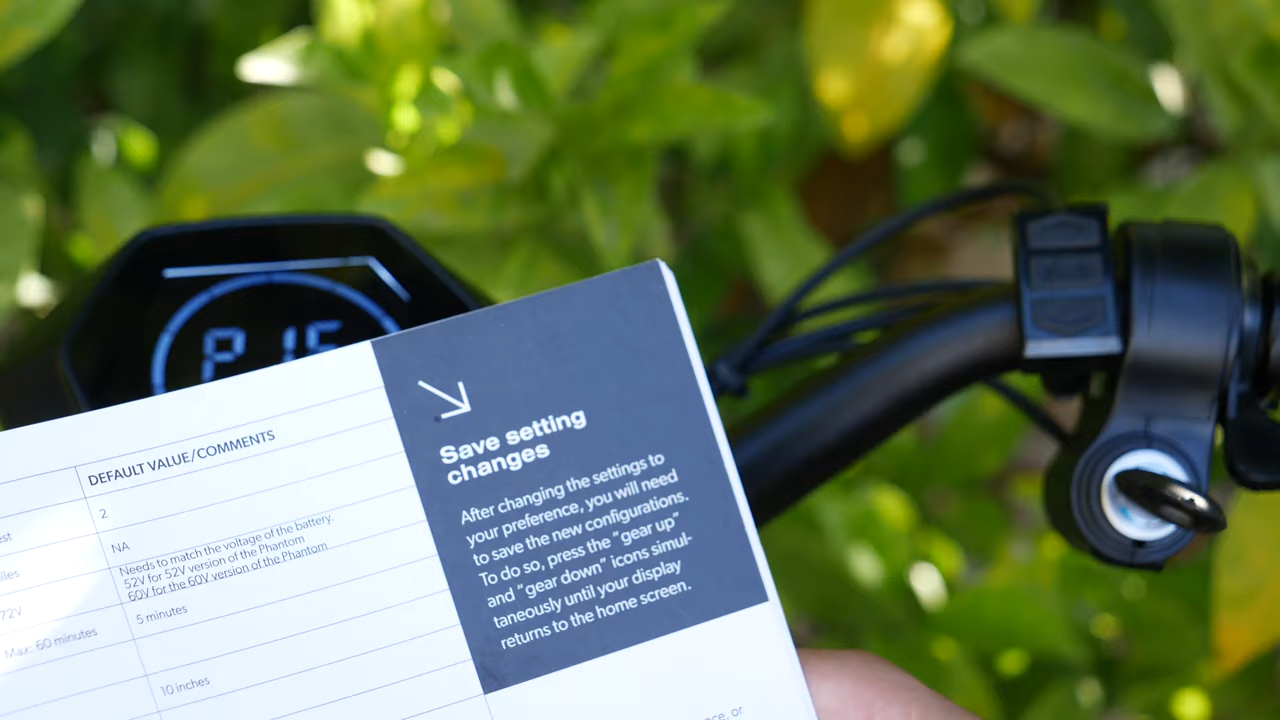 P 15
DEFAULT VALUE/COMMENTS
2
NA
Needs to match the voltage of the battery.
52V for 52V version of the Phantom
60V for the 60V version of the Phantom
72V
5 minutes
Max: 60 minutes
10 inches
Save setting
changes
After changing the settings to
your preference, you will need
to save the new configurations.
To do so, press the "gear up"
and "gear down" icons simul-
taneously until your display
returns to the home screen.